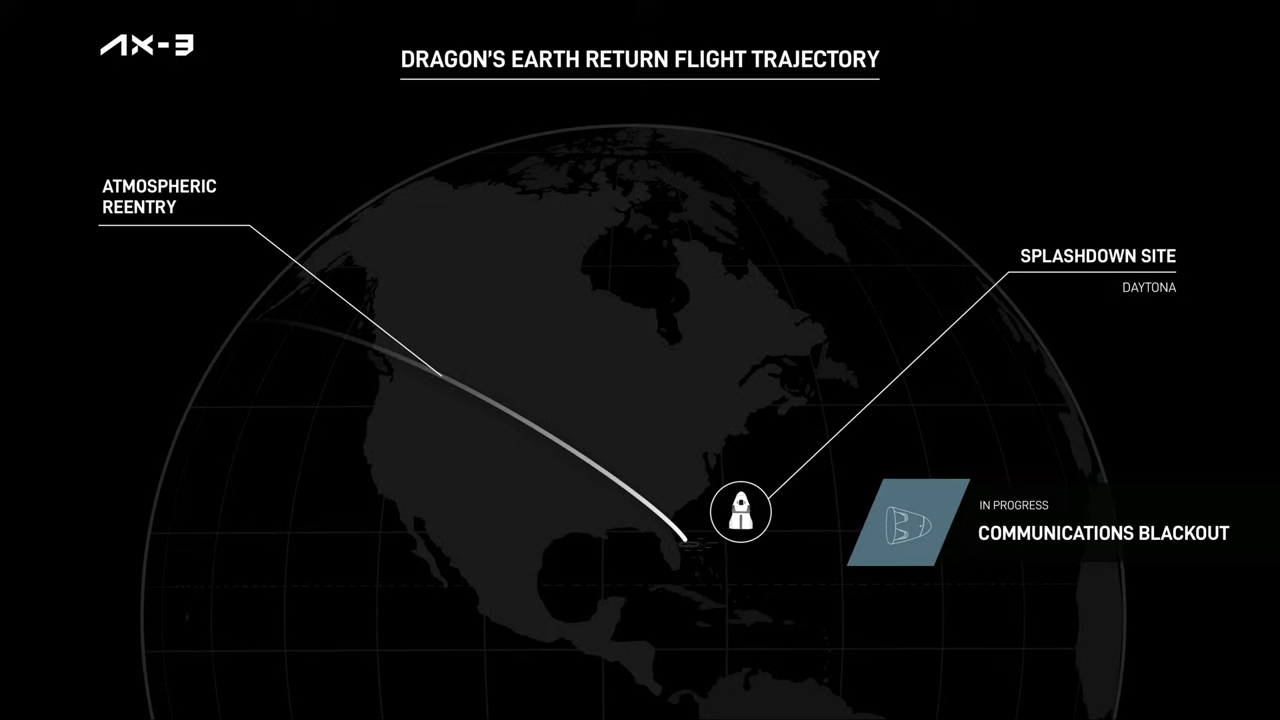 AX-3
DRAGON'S EARTH RETURN FLIGHT TRAJECTORY
ATMOSPHERIC
REENTRY
SPLASHDOWN SITE
DAYTONA
IN PROGRESS
COMMUNICATIONS BLACKOUT